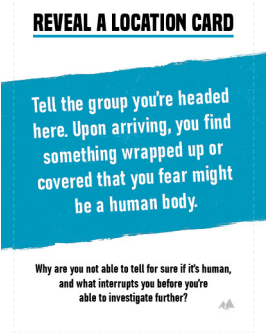 REVEAL A LOCATION CARD
Tell the group you're headed
here. Upon arriving, you find
something wrapped up or
covered that you fear might
be a human body.
Why are you not able to tell for sure if it's human,
and what interrupts you before you're
able to investigate further?